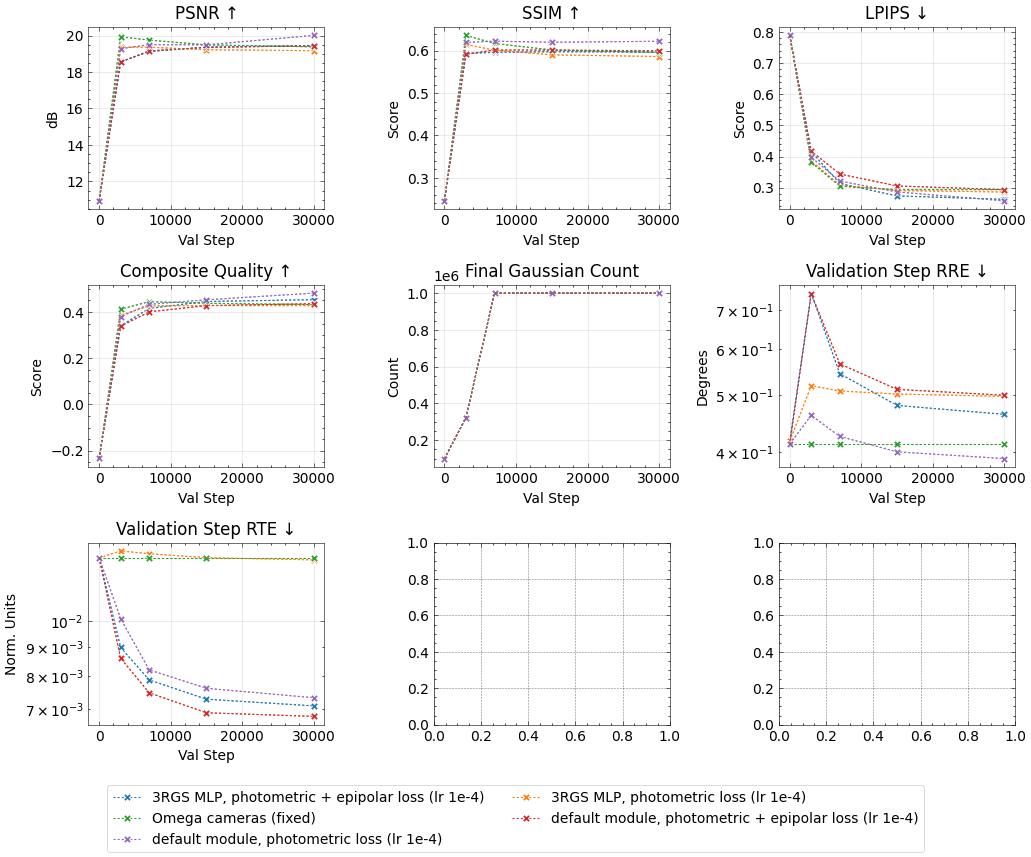 PSNR ↑
SSIM ↑
LPIPS ↓
20
18
16
14
12
dB
0 10000 20000 30000
Val Step
0.6
0.5
0.4
0.3
Score
0 10000 20000 30000
Val Step
0.8
0.7
0.6
0.5
0.4
0.3
Score
0 10000 20000 30000
Val Step
Composite Quality ↑
1e6 Final Gaussian Count
Validation Step RRE ↓
0.4
0.2
0.0
−0.2
Score
0 10000 20000 30000
Val Step
1.0
0.8
0.6
0.4
0.2
Count
0 10000 20000 30000
Val Step
7 × 10⁻¹
6 × 10⁻¹
5 × 10⁻¹
4 × 10⁻¹
Degrees
0 10000 20000 30000
Val Step
Validation Step RTE ↓
10⁻²
9 × 10⁻³
8 × 10⁻³
7 × 10⁻³
Norm. Units
0 10000 20000 30000
Val Step
1.0
0.8
0.6
0.4
0.2
0.0
0.0 0.2 0.4 0.6 0.8 1.0
1.0
0.8
0.6
0.4
0.2
0.0
0.0 0.2 0.4 0.6 0.8 1.0
3RGS MLP, photometric + epipolar loss (lr 1e-4)
Omega cameras (fixed)
default module, photometric loss (lr 1e-4)
3RGS MLP, photometric loss (lr 1e-4)
default module, photometric + epipolar loss (lr 1e-4)